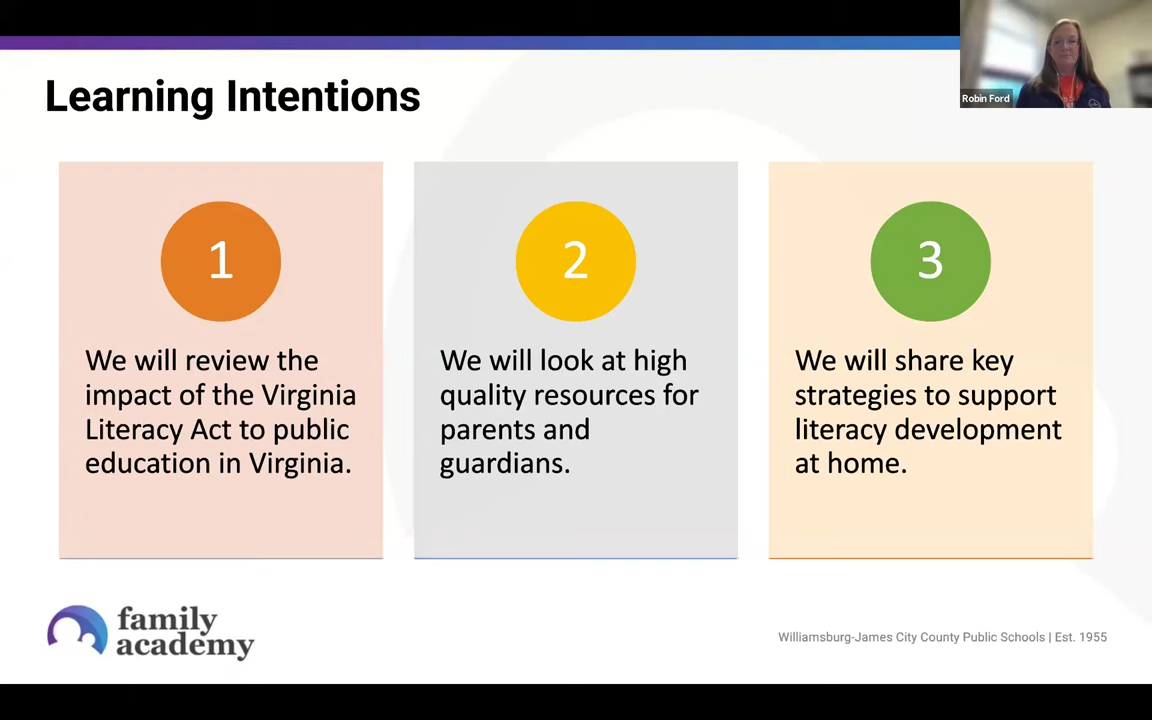 Learning Intentions
Robin Ford
1
We will review the
impact of the Virginia
Literacy Act to public
education in Virginia.
2
We will look at high
quality resources for
parents and
guardians.
3
We will share key
strategies to support
literacy development
at home.
family
academy
Williamsburg-James City County Public Schools | Est. 1955